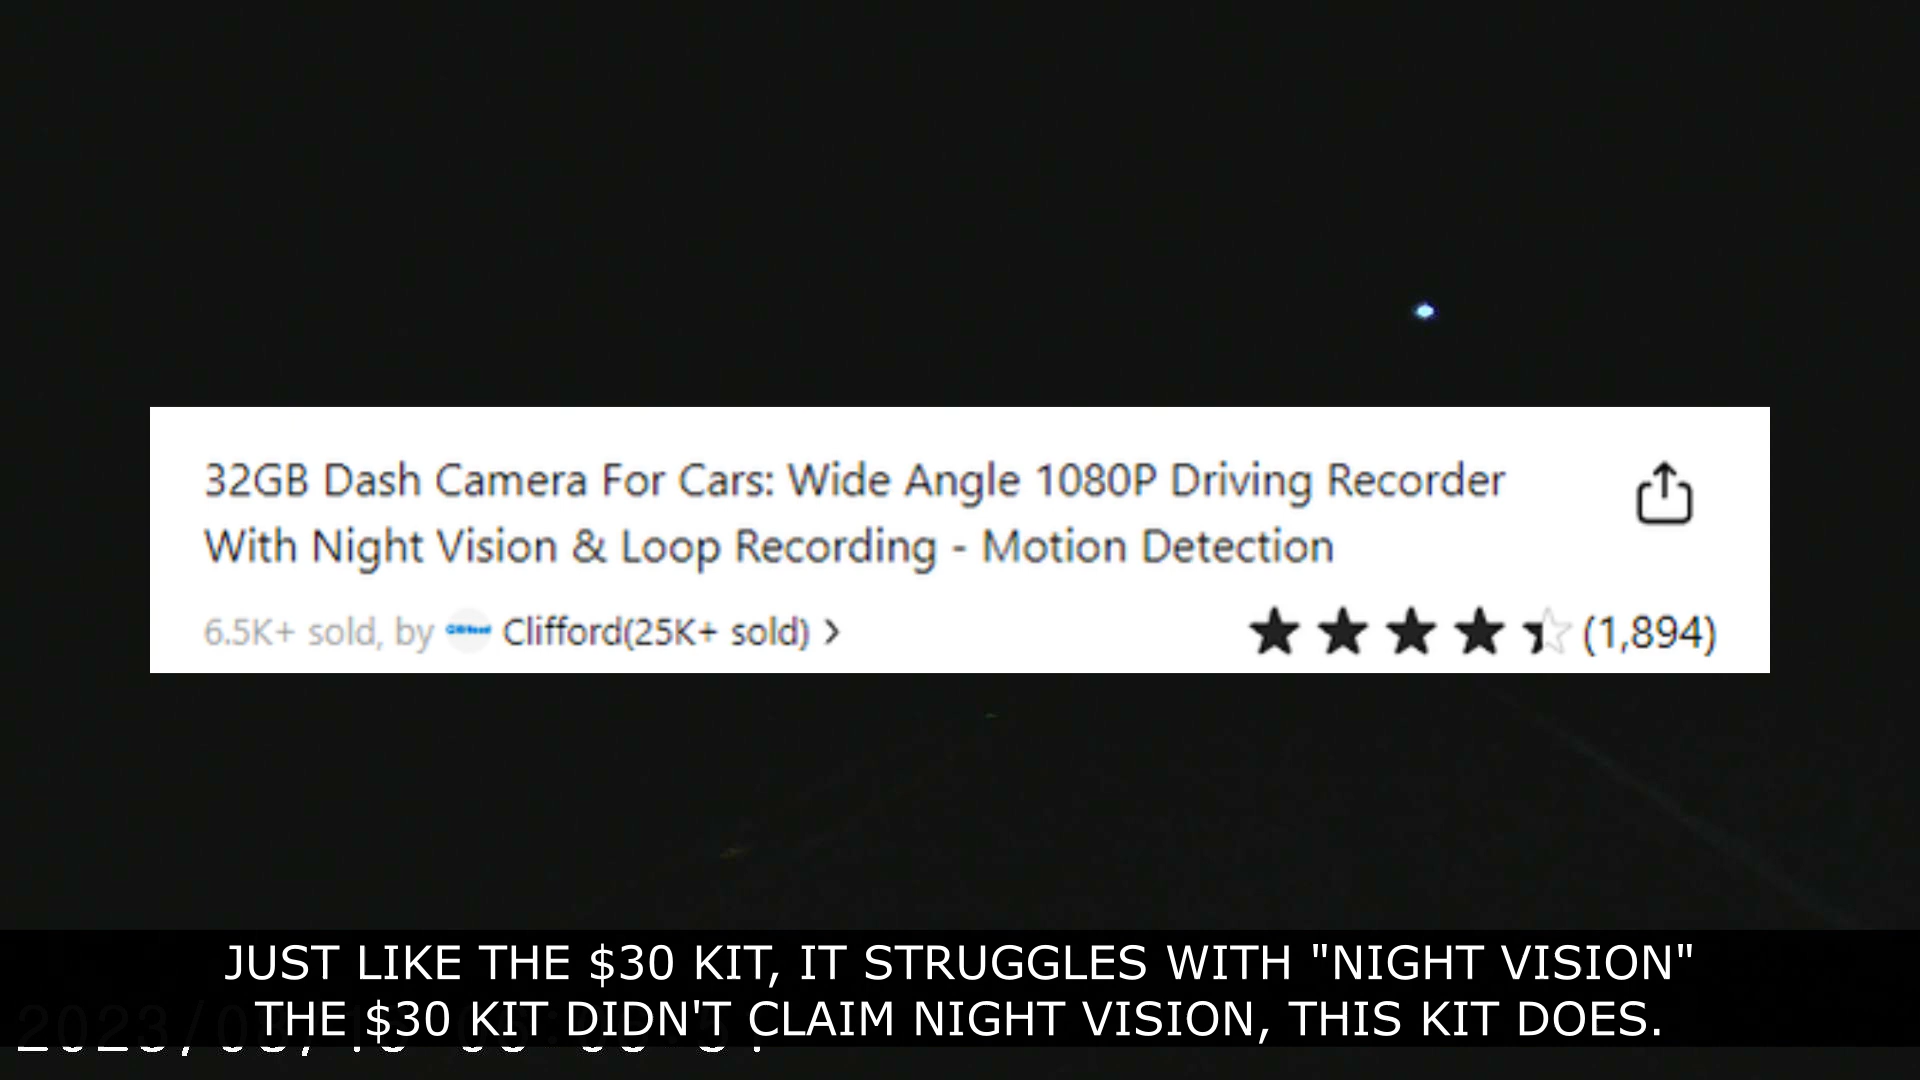 32GB Dash Camera For Cars: Wide Angle 1080P Driving Recorder
With Night Vision & Loop Recording - Motion Detection
6.5K+ sold, by Clifford(25K+ sold) >
(1,894)
JUST LIKE THE $30 KIT, IT STRUGGLES WITH "NIGHT VISION"
THE $30 KIT DIDN'T CLAIM NIGHT VISION, THIS KIT DOES.
2023/